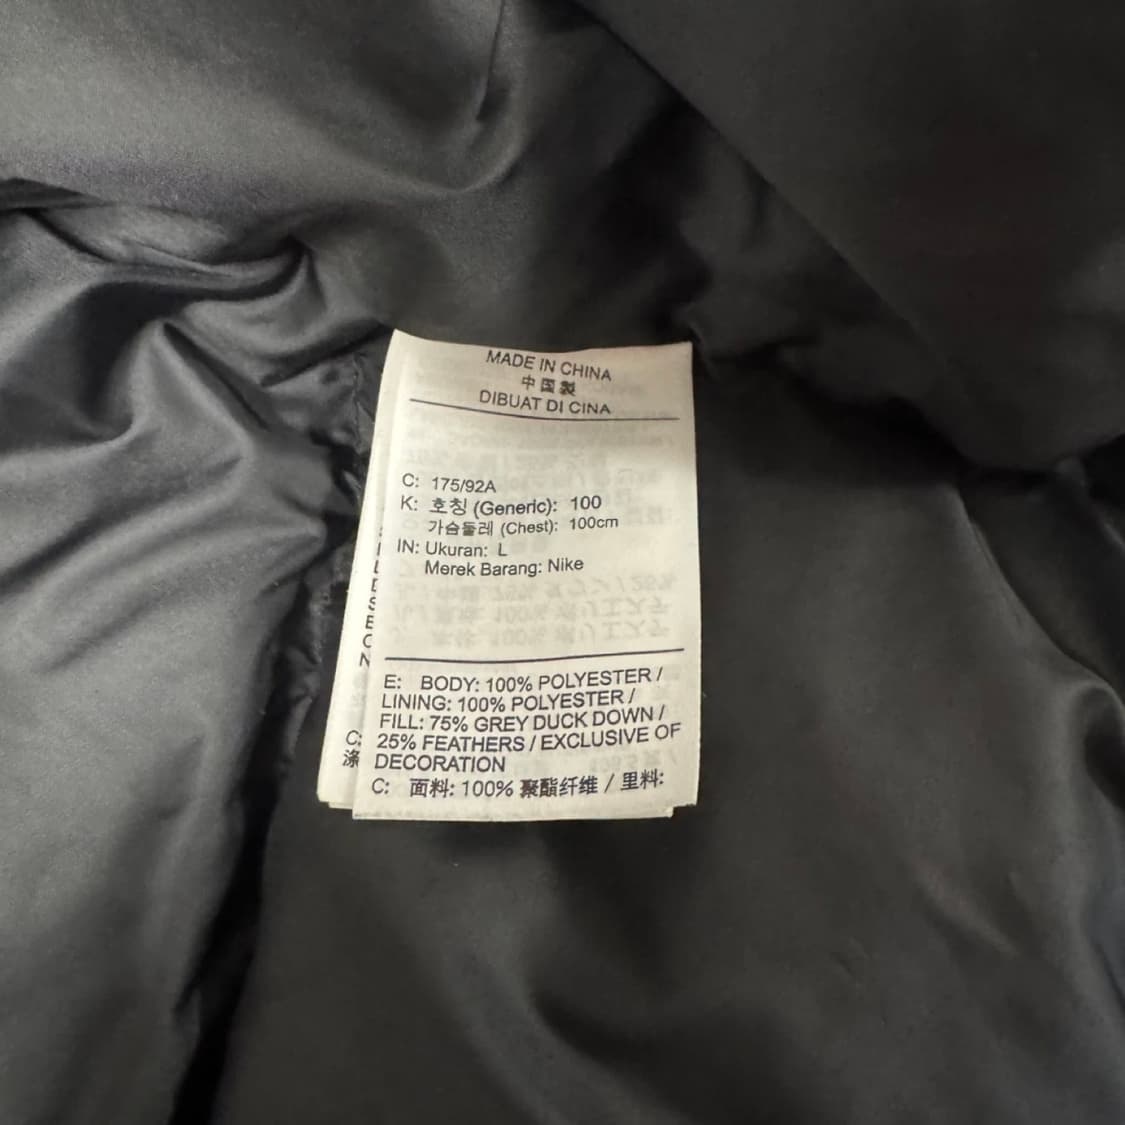 MADE IN CHINA
中国製
DIBUAT DI CINA
C: 175/92A
K: 호칭 (Generic): 100
가슴둘레 (Chest): 100cm
IN: Ukuran: L
Merek Barang: Nike
E: BODY: 100% POLYESTER /
LINING: 100% POLYESTER /
FILL: 75% GREY DUCK DOWN /
25% FEATHERS / EXCLUSIVE OF
DECORATION
C: 面料: 100% 聚酯纤维 / 里料:
C:
涤